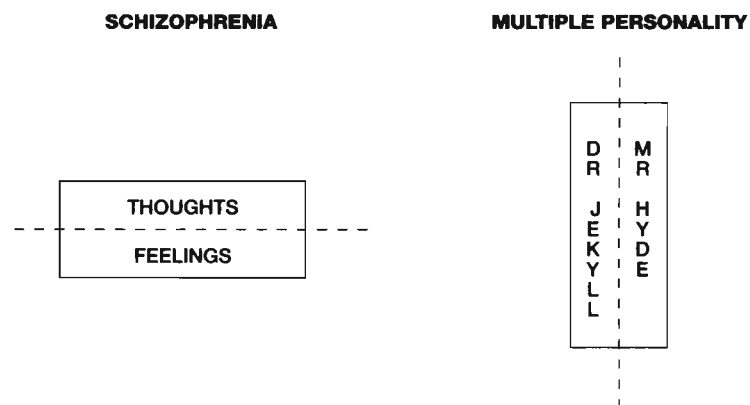 SCHIZOPHRENIA
THOUGHTS
FEELINGS
MULTIPLE PERSONALITY
DR JEKYLL
MR HYDE